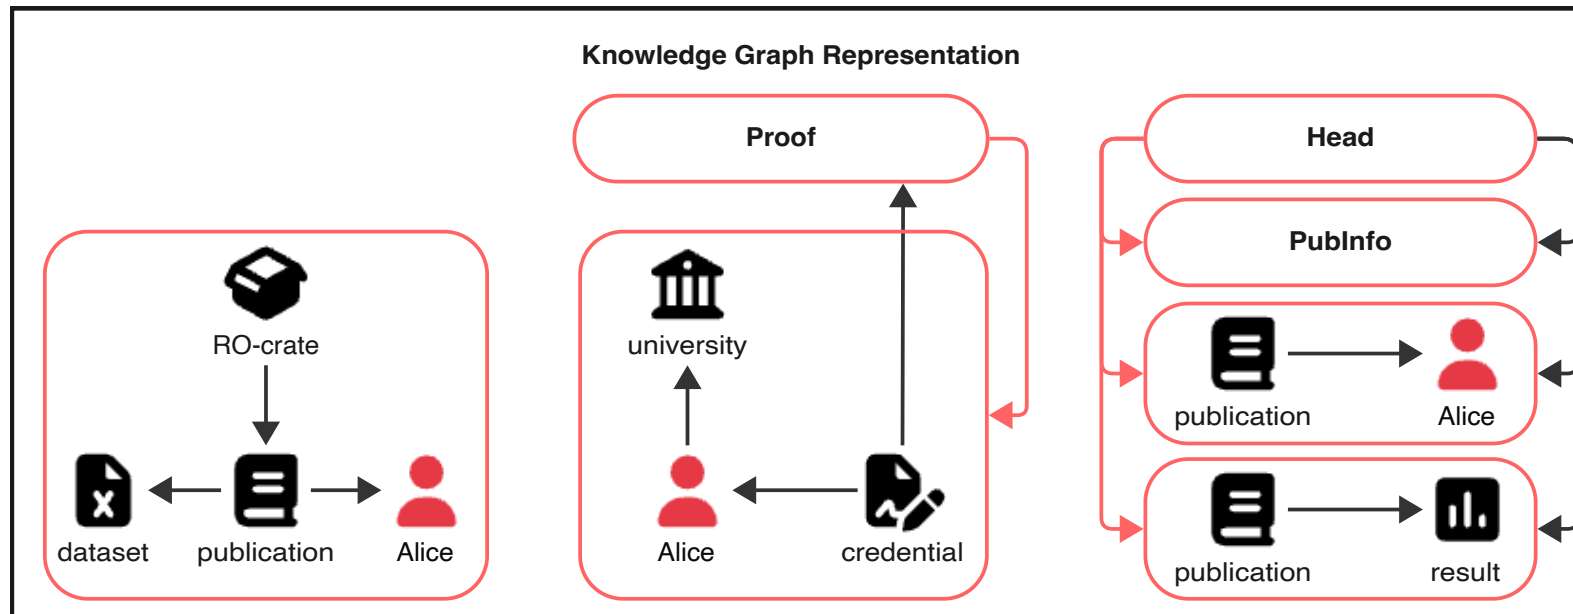 Knowledge Graph Representation
Proof
Head
PubInfo
RO-crate
dataset
publication
Alice
university
Alice
credential
publication
Alice
publication
result